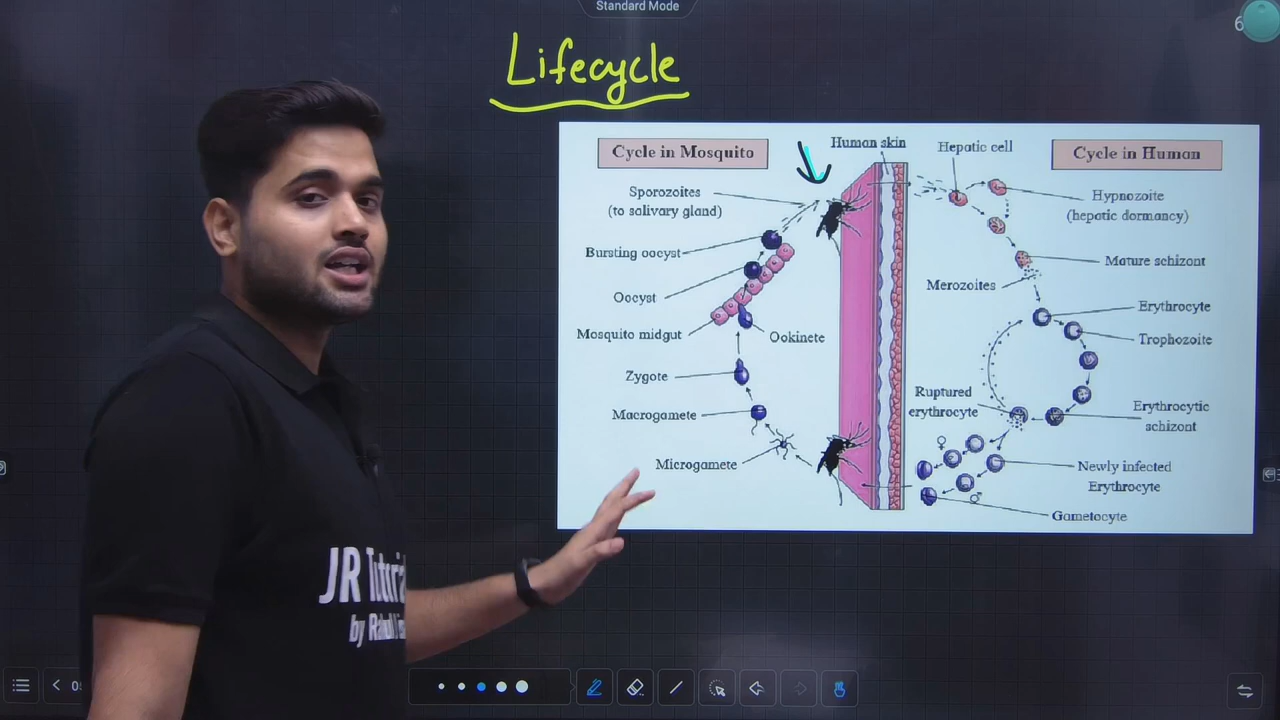 Standard Mode
6
Lifecycle
Cycle in Mosquito
Human skin
Hepatic cell
Cycle in Human
Sporozoites
(to salivary gland)
Hypnozoite
(hepatic dormancy)
Bursting oocyst
Mature schizont
Oocyst
Merozoites
Erythrocyte
Mosquito midgut
Ookinete
Trophozoite
Zygote
Ruptured
erythrocyte
Macrogamete
Erythrocytic
schizont
♀
Microgamete
Newly infected
Erythrocyte
♂
Gametocyte
JR
by